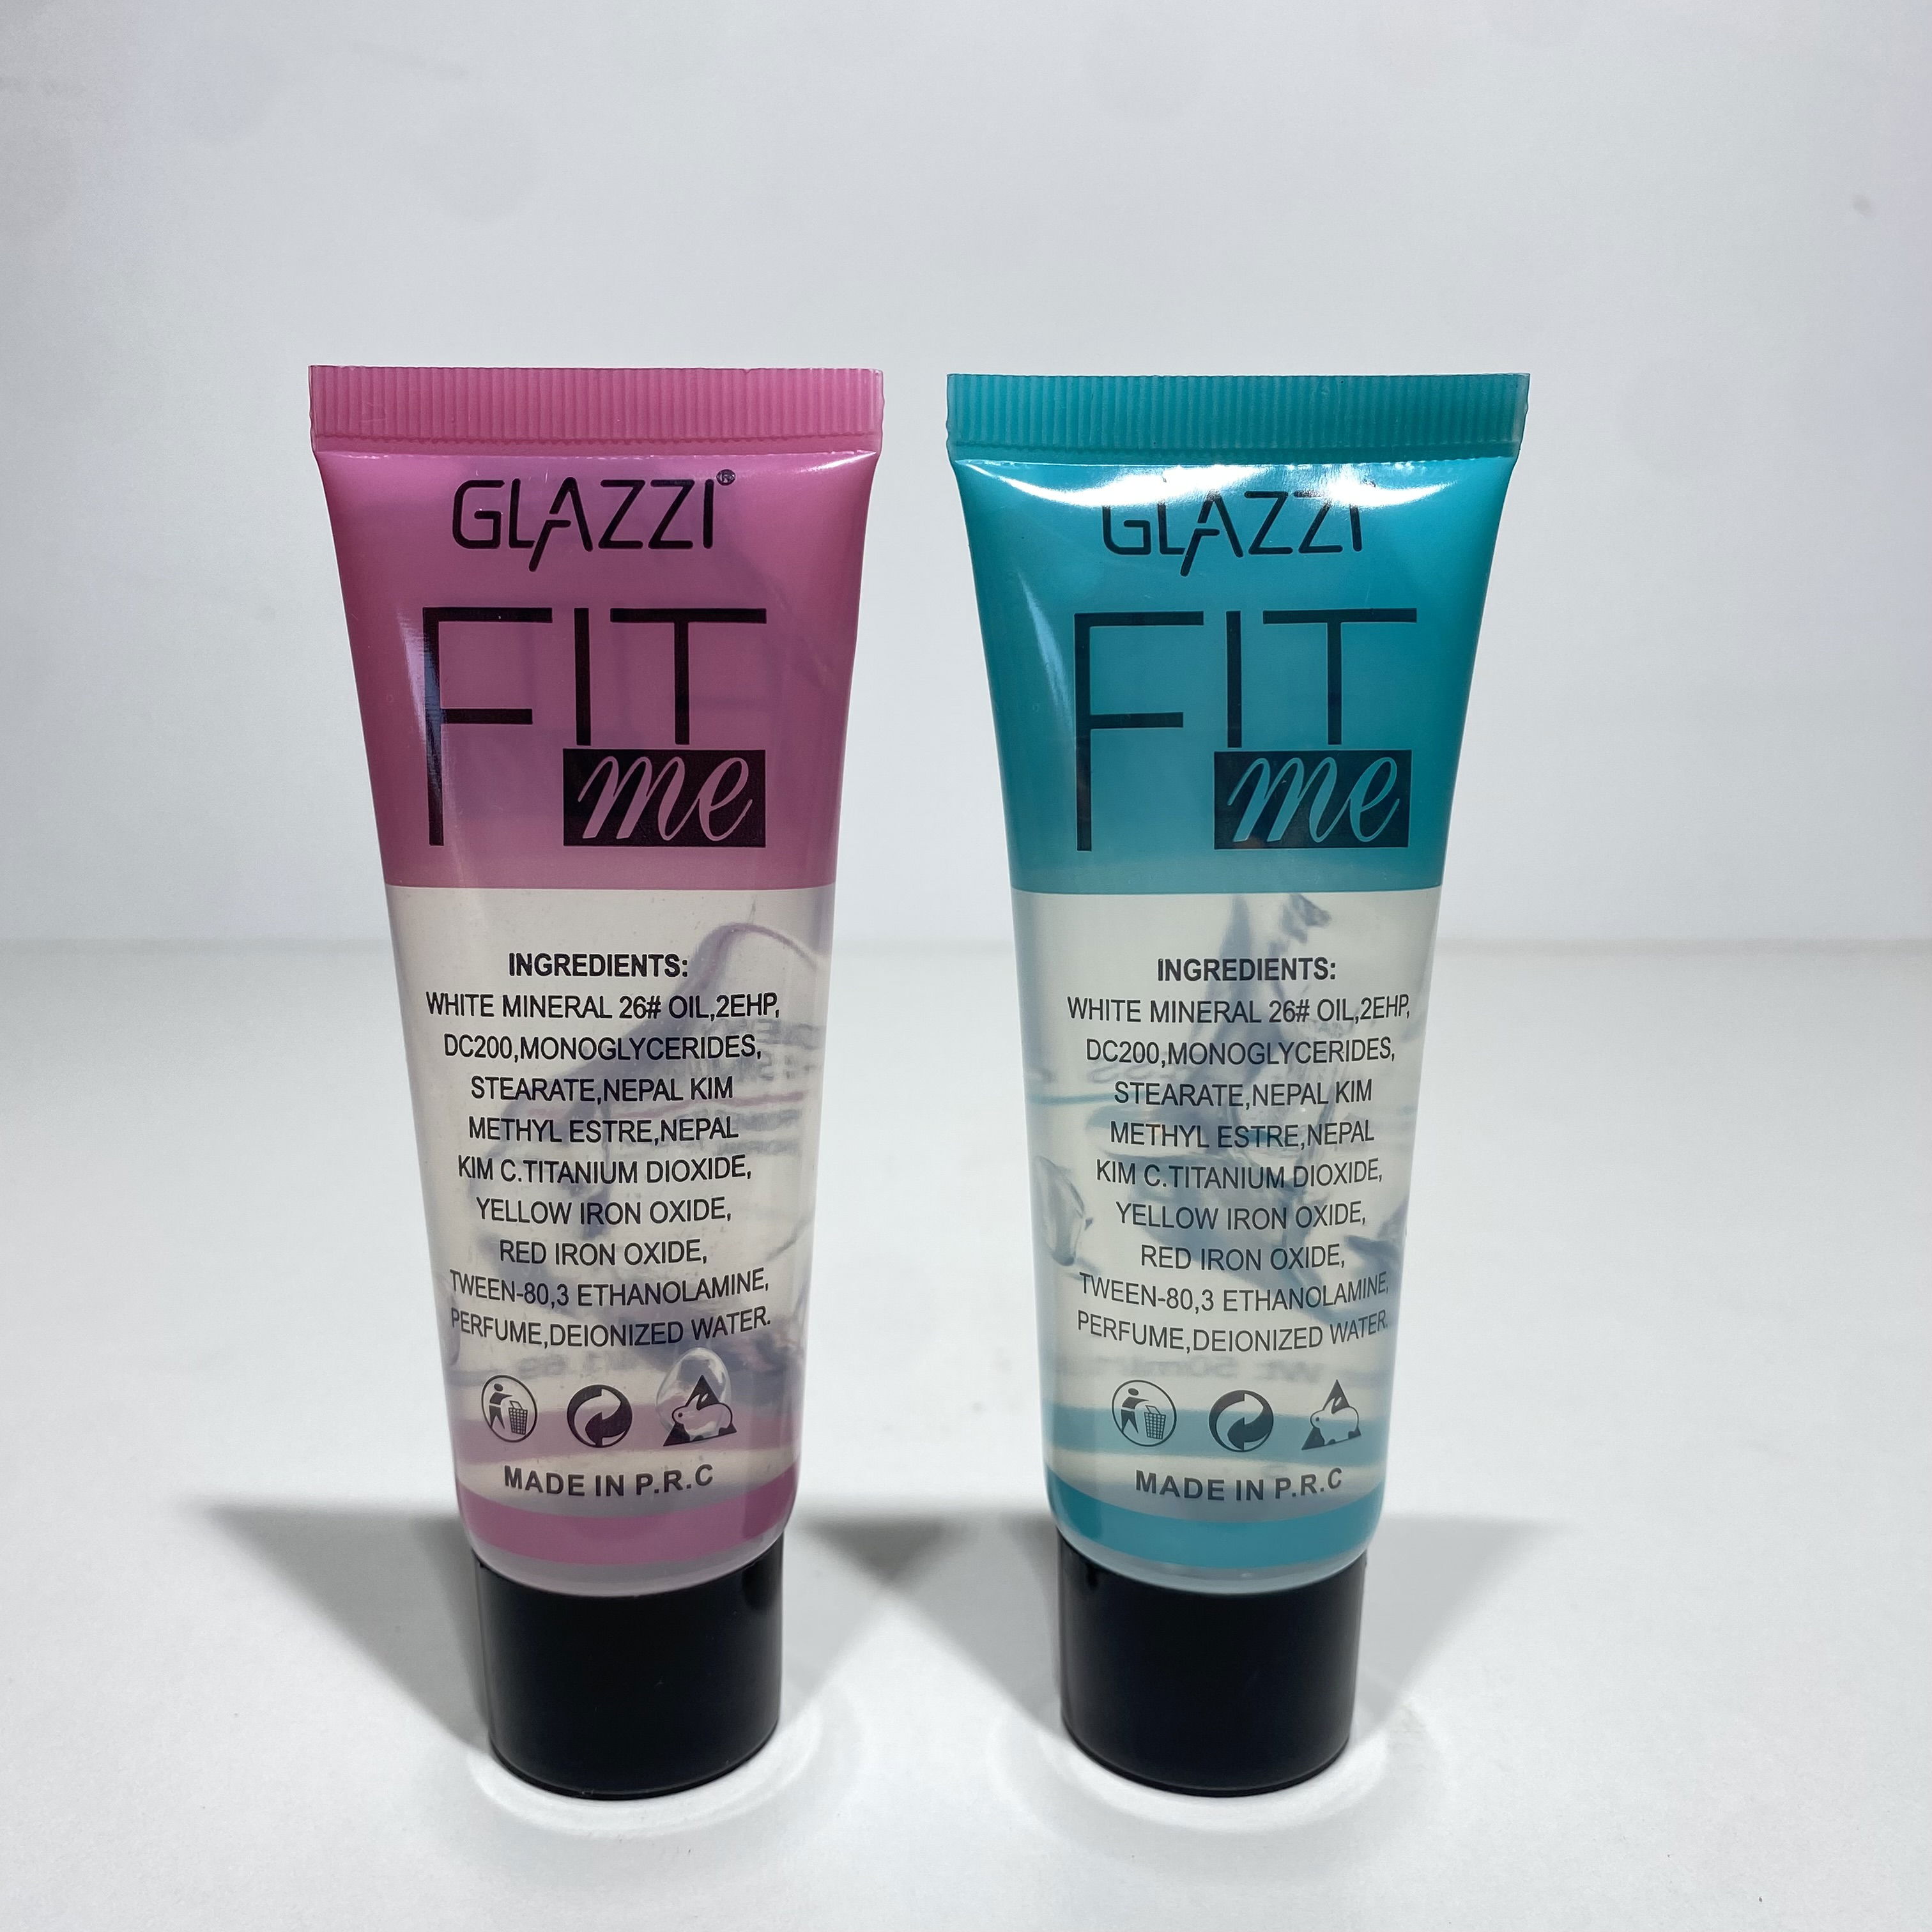 GLAZZI®
FIT
me
INGREDIENTS:
WHITE MINERAL 26# OIL,2EHP,
DC200,MONOGLYCERIDES,
STEARATE,NEPAL KIM
METHYL ESTRE,NEPAL
KIM C.TITANIUM DIOXIDE,
YELLOW IRON OXIDE,
RED IRON OXIDE,
TWEEN-80,3 ETHANOLAMINE,
PERFUME,DEIONIZED WATER.
MADE IN P.R.C
GLAZZI
FIT
me
INGREDIENTS:
WHITE MINERAL 26# OIL,2EHP,
DC200,MONOGLYCERIDES,
STEARATE,NEPAL KIM
METHYL ESTRE,NEPAL
KIM C.TITANIUM DIOXIDE,
YELLOW IRON OXIDE,
RED IRON OXIDE,
TWEEN-80,3 ETHANOLAMINE,
PERFUME,DEIONIZED WATER.
MADE IN P.R.C